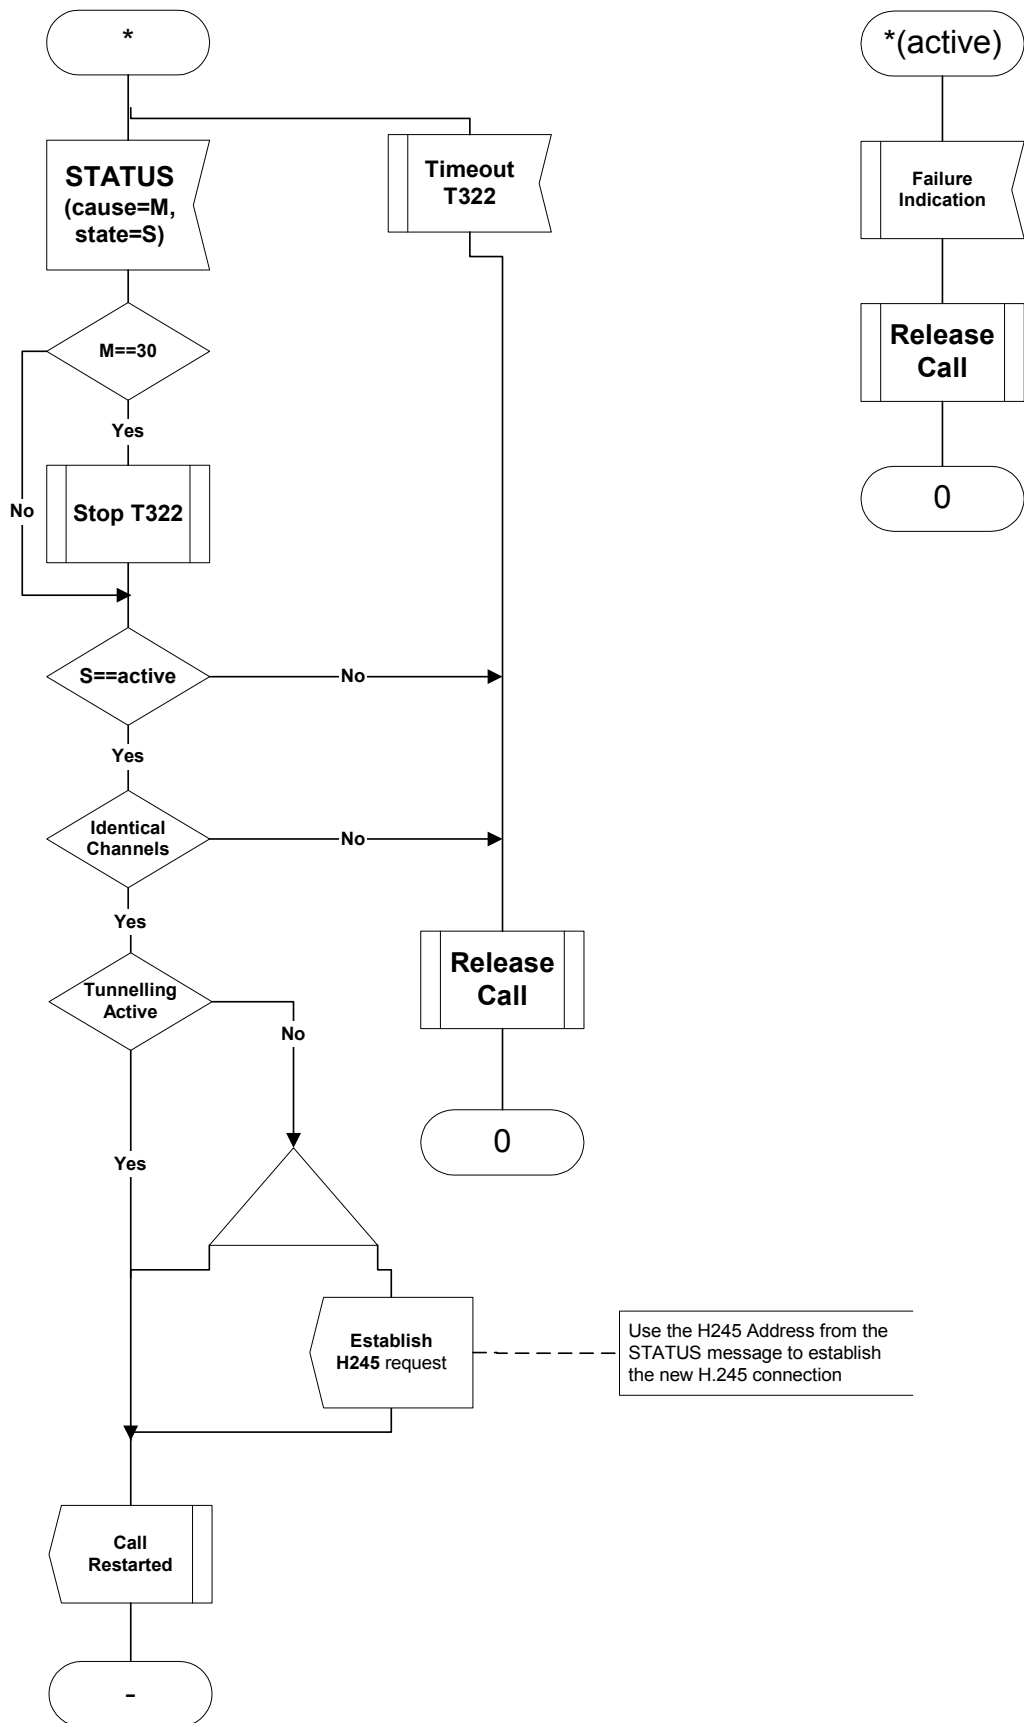 *
*(active)
STATUS
(cause=M,
state=S)
Timeout
T322
Failure
Indication
M==30
Release
Call
Yes
Stop T322
No
0
S==active
No
Yes
Identical
Channels
No
Yes
Release
Call
Tunnelling
Active
No
0
Yes
Establish
H245 request
Use the H245 Address from the
STATUS message to establish
the new H.245 connection
Call
Restarted
-